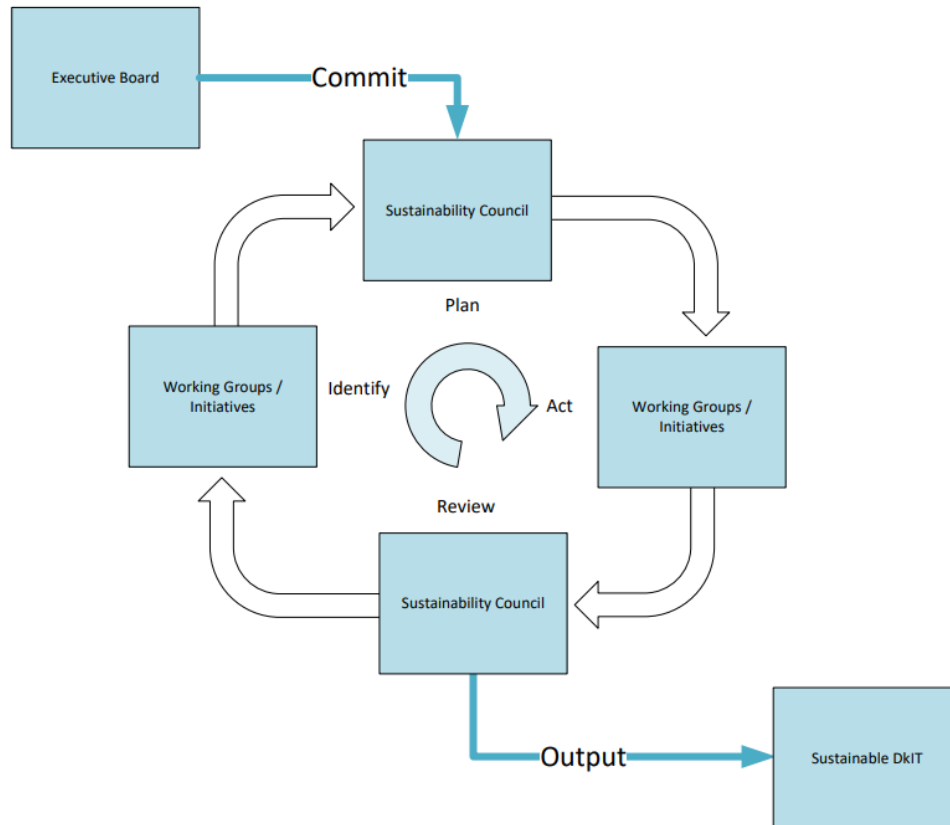 Executive Board
Commit
Sustainability Council
Plan
Working Groups /
Initiatives
Identify
Act
Working Groups /
Initiatives
Review
Sustainability Council
Output
Sustainable DkIT